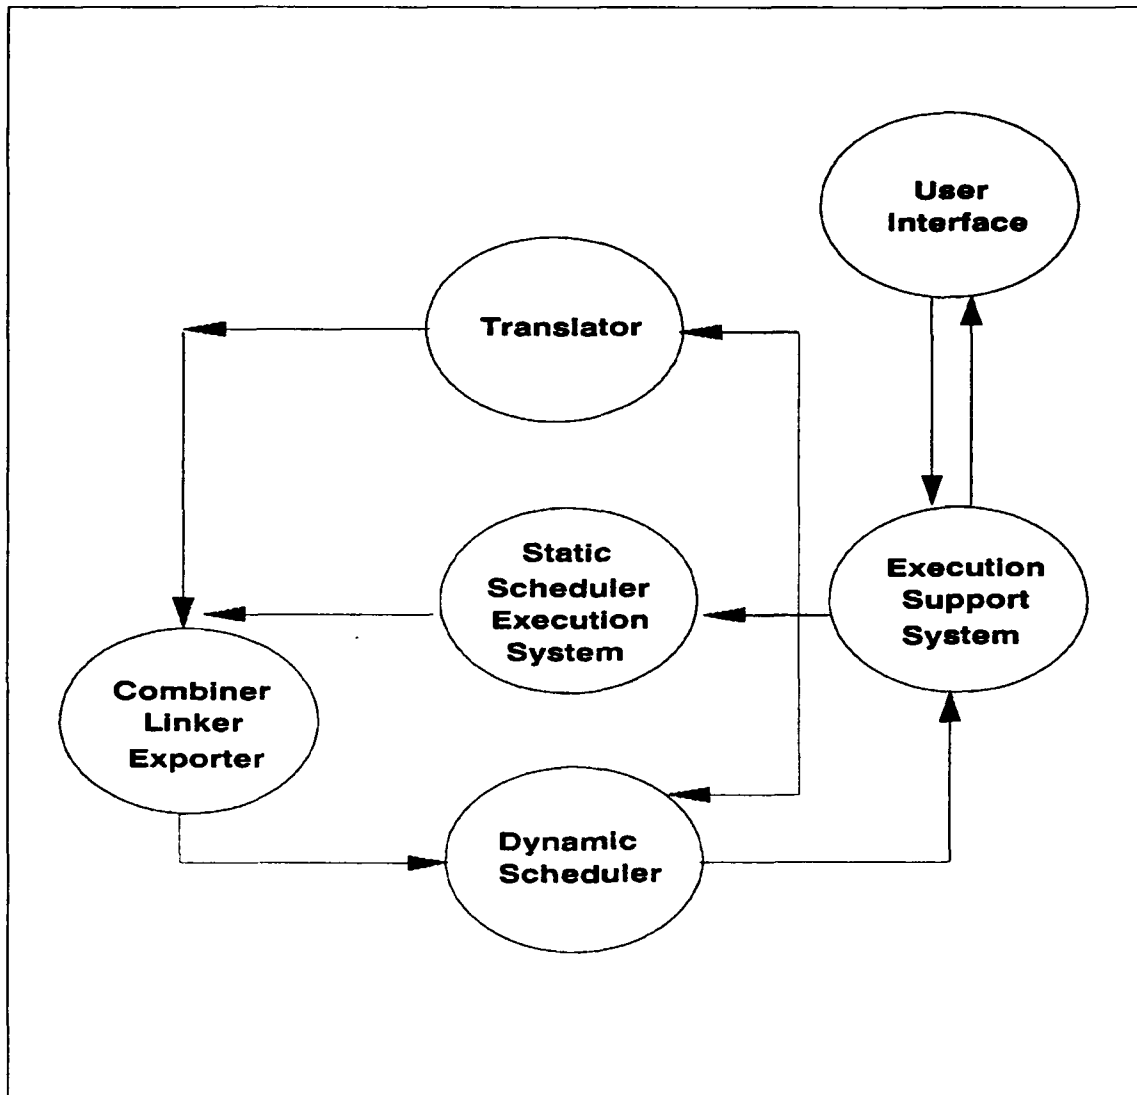 User
Interface
Translator
Static
Scheduler
Execution
System
Execution
Support
System
Combiner
Linker
Exporter
Dynamic
Scheduler